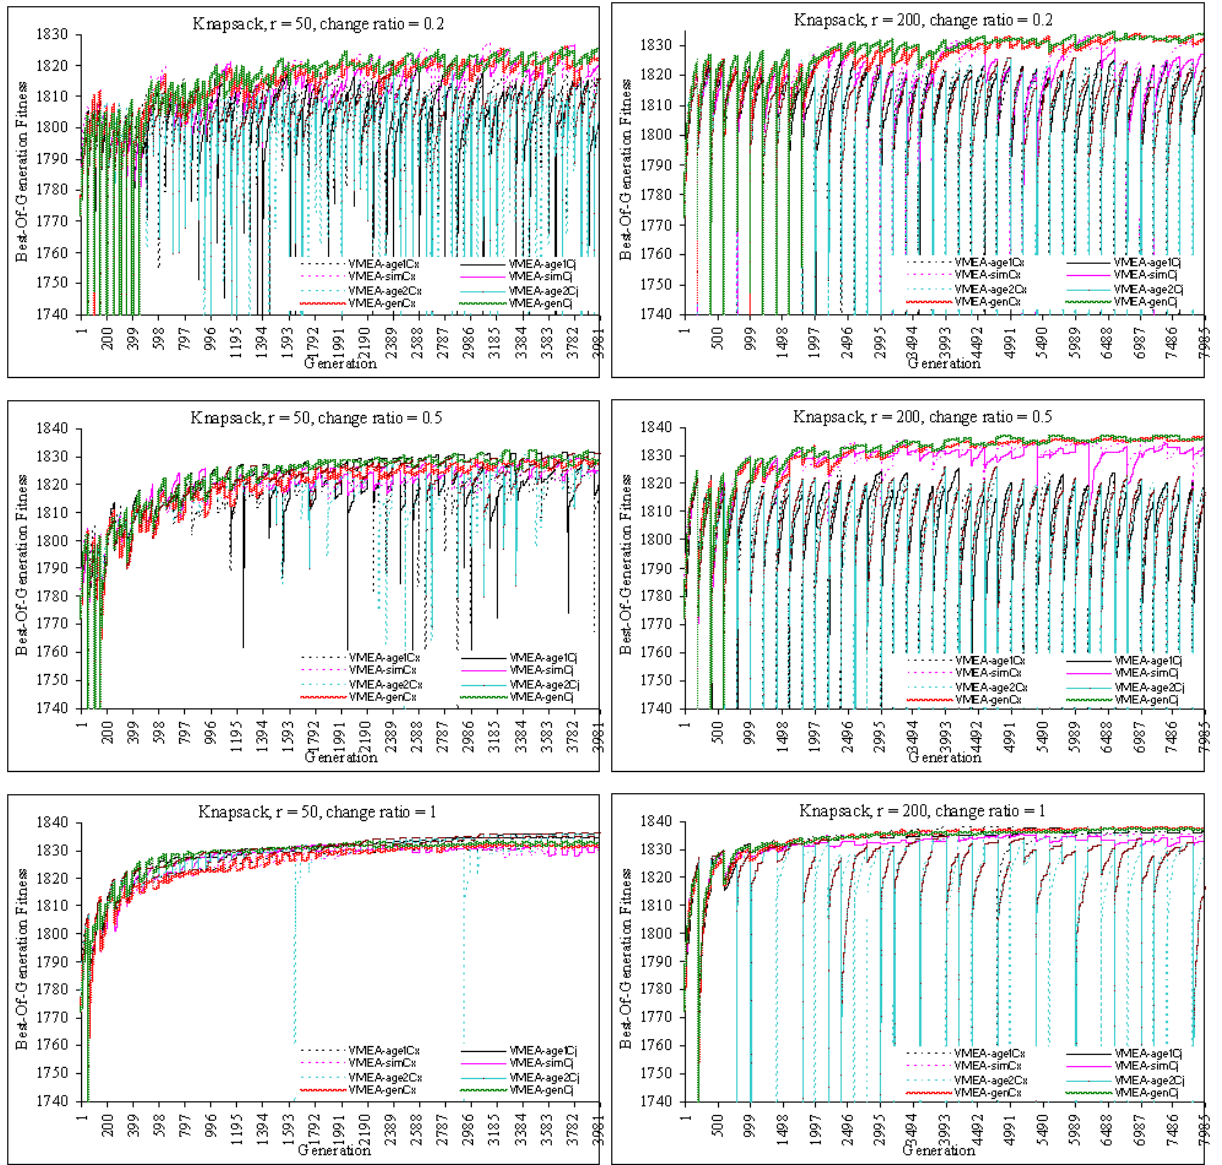 Knapsack, r = 50, change ratio = 0.2
Best-Of-Generation Fitness
1830
1820
1810
1800
1790
1780
1770
1760
1750
1740
VMEA-age1Cx VMEA-age1Cj
VMEA-simCx VMEA-simCj
VMEA-age2Cx VMEA-age2Cj
VMEA-genCx VMEA-genCj
1 200 399 598 797 996 1195 1394 1593 1792 1991 2190 2389 2588 2787 2986 3185 3384 3583 3782 3981
Generation
Knapsack, r = 200, change ratio = 0.2
Best-Of-Generation Fitness
1830
1820
1810
1800
1790
1780
1770
1760
1750
1740
VMEA-age1Cx VMEA-age1Cj
VMEA-simCx VMEA-simCj
VMEA-age2Cx VMEA-age2Cj
VMEA-genCx VMEA-genCj
1 500 999 1498 1997 2496 2995 3494 3993 4492 4991 5490 5989 6488 6987 7486 7985
Generation
Knapsack, r = 50, change ratio = 0.5
Best-Of-Generation Fitness
1840
1830
1820
1810
1800
1790
1780
1770
1760
1750
1740
VMEA-age1Cx VMEA-age1Cj
VMEA-simCx VMEA-simCj
VMEA-age2Cx VMEA-age2Cj
VMEA-genCx VMEA-genCj
1 200 399 598 797 996 1195 1394 1593 1792 1991 2190 2389 2588 2787 2986 3185 3384 3583 3782 3981
Generation
Knapsack, r = 200, change ratio = 0.5
Best-Of-Generation Fitness
1840
1830
1820
1810
1800
1790
1780
1770
1760
1750
1740
VMEA-age1Cx VMEA-age1Cj
VMEA-simCx VMEA-simCj
VMEA-age2Cx VMEA-age2Cj
VMEA-genCx VMEA-genCj
1 500 999 1498 1997 2496 2995 3494 3993 4492 4991 5490 5989 6488 6987 7486 7985
Generation
Knapsack, r = 50, change ratio = 1
Best-Of-Generation Fitness
1840
1830
1820
1810
1800
1790
1780
1770
1760
1750
1740
VMEA-age1Cx VMEA-age1Cj
VMEA-simCx VMEA-simCj
VMEA-age2Cx VMEA-age2Cj
VMEA-genCx VMEA-genCj
1 200 399 598 797 996 1195 1394 1593 1792 1991 2190 2389 2588 2787 2986 3185 3384 3583 3782 3981
Generation
Knapsack, r = 200, change ratio = 1
Best-Of-Generation Fitness
1840
1830
1820
1810
1800
1790
1780
1770
1760
1750
1740
VMEA-age1Cx VMEA-age1Cj
VMEA-simCx VMEA-simCj
VMEA-age2Cx VMEA-age2Cj
VMEA-genCx VMEA-genCj
1 500 999 1498 1997 2496 2995 3494 3993 4492 4991 5490 5989 6488 6987 7486 7985
Generation